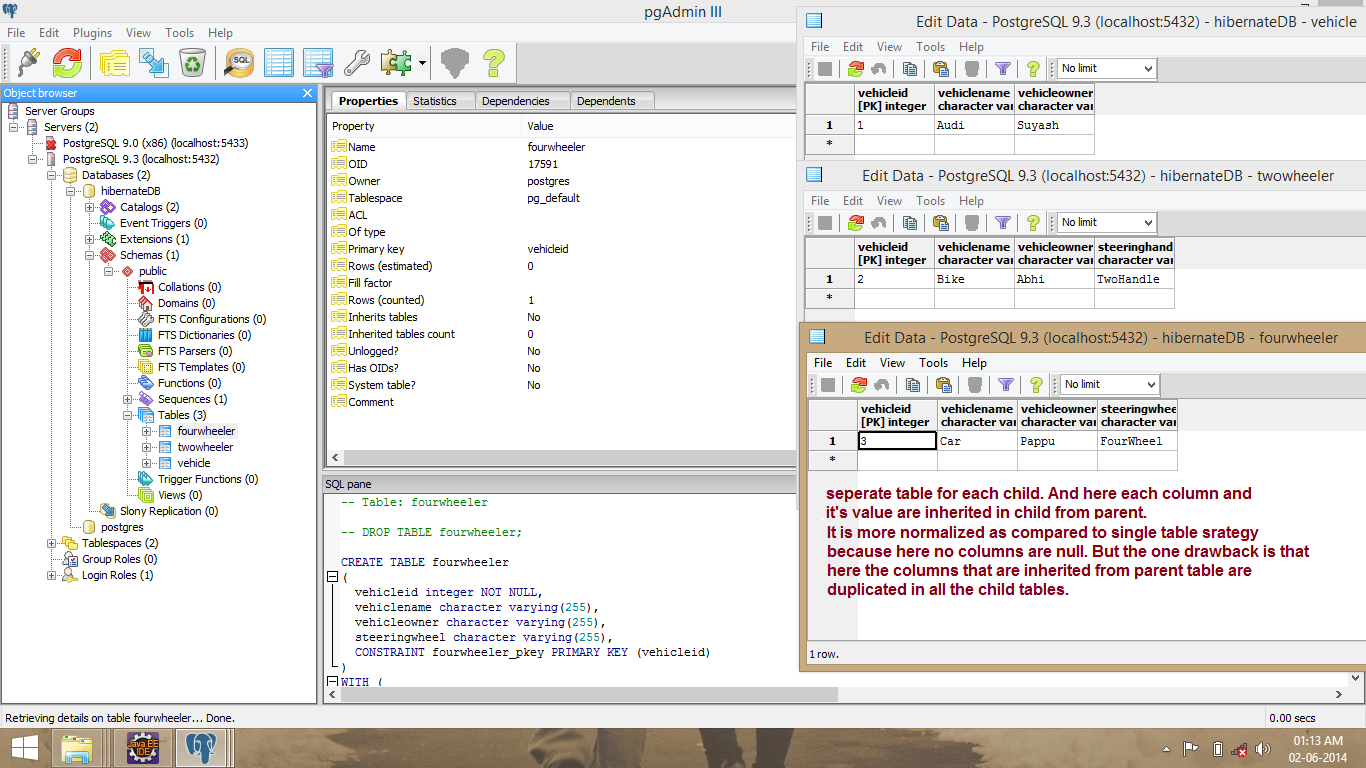 pgAdmin III
File Edit Plugins View Tools Help
SQL
Object browser
Server Groups
Servers (2)
PostgreSQL 9.0 (x86) (localhost:5433)
PostgreSQL 9.3 (localhost:5432)
Databases (2)
hibernateDB
Catalogs (2)
Event Triggers (0)
Extensions (1)
Schemas (1)
public
Collations (0)
Domains (0)
FTS Configurations (0)
FTS Dictionaries (0)
FTS Parsers (0)
FTS Templates (0)
Functions (0)
Sequences (1)
Tables (3)
fourwheeler
twowheeler
vehicle
Trigger Functions (0)
Views (0)
Slony Replication (0)
postgres
Tablespaces (2)
Group Roles (0)
Login Roles (1)
Properties Statistics Dependencies Dependents
Property Value
Name fourwheeler
OID 17591
Owner postgres
Tablespace pg_default
ACL
Of type
Primary key vehicleid
Rows (estimated) 0
Fill factor
Rows (counted) 1
Inherits tables No
Inherited tables count 0
Unlogged? No
Has OIDs? No
System table? No
Comment
SQL pane
-- Table: fourwheeler
-- DROP TABLE fourwheeler;
CREATE TABLE fourwheeler
(
vehicleid integer NOT NULL,
vehiclename character varying(255),
vehicleowner character varying(255),
steeringwheel character varying(255),
CONSTRAINT fourwheeler_pkey PRIMARY KEY (vehicleid)
)
WITH (
Edit Data - PostgreSQL 9.3 (localhost:5432) - hibernateDB - vehicle
File Edit View Tools Help
No limit
vehicleid vehiclename vehicleowner
[PK] integer character var character var
1 1 Audi Suyash
*
Edit Data - PostgreSQL 9.3 (localhost:5432) - hibernateDB - twowheeler
File Edit View Tools Help
No limit
vehicleid vehiclename vehicleowner steeringhand
[PK] integer character var character var character var
1 2 Bike Abhi TwoHandle
*
Edit Data - PostgreSQL 9.3 (localhost:5432) - hibernateDB - fourwheeler
File Edit View Tools Help
No limit
vehicleid vehiclename vehicleowner steeringwhee
[PK] integer character var character var character var
1 3 Car Pappu FourWheel
*
seperate table for each child. And here each column and
it's value are inherited in child from parent.
It is more normalized as compared to single table srategy
because here no columns are null. But the one drawback is that
here the columns that are inherited from parent table are
duplicated in all the child tables.
1 row.
Retrieving details on table fourwheeler... Done. 0.00 secs
Java EE
IDE
01:13 AM
02-06-2014